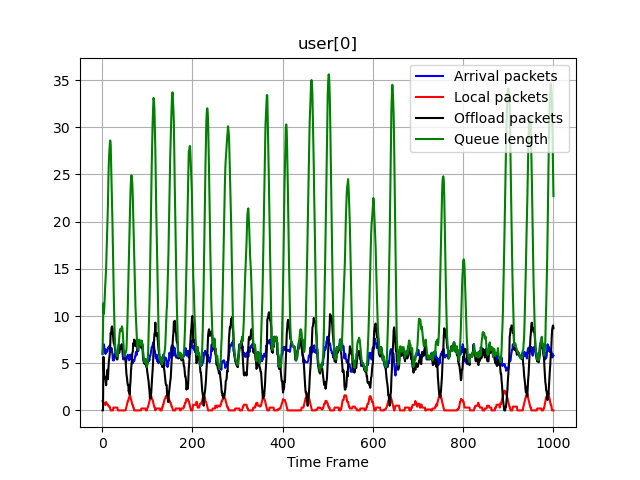 user[0]
Arrival packets
Local packets
Offload packets
Queue length
35
30
25
20
15
10
5
0
0 200 400 600 800 1000
Time Frame